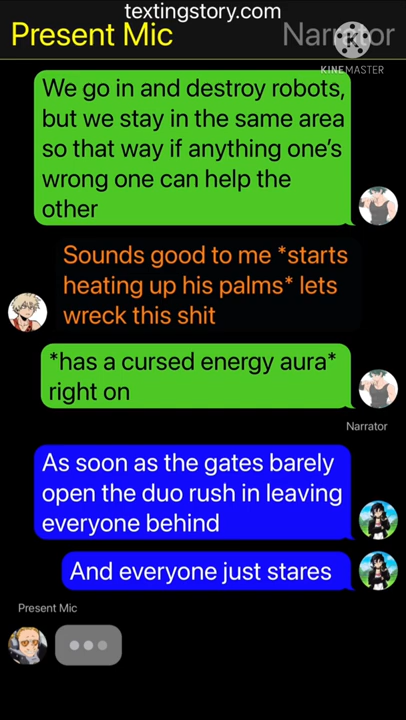 textingstory.com
Present Mic
Narrator
KINEMASTER
We go in and destroy robots,
but we stay in the same area
so that way if anything one's
wrong one can help the
other
Sounds good to me *starts
heating up his palms* lets
wreck this shit
*has a cursed energy aura*
right on
Narrator
As soon as the gates barely
open the duo rush in leaving
everyone behind
And everyone just stares
Present Mic